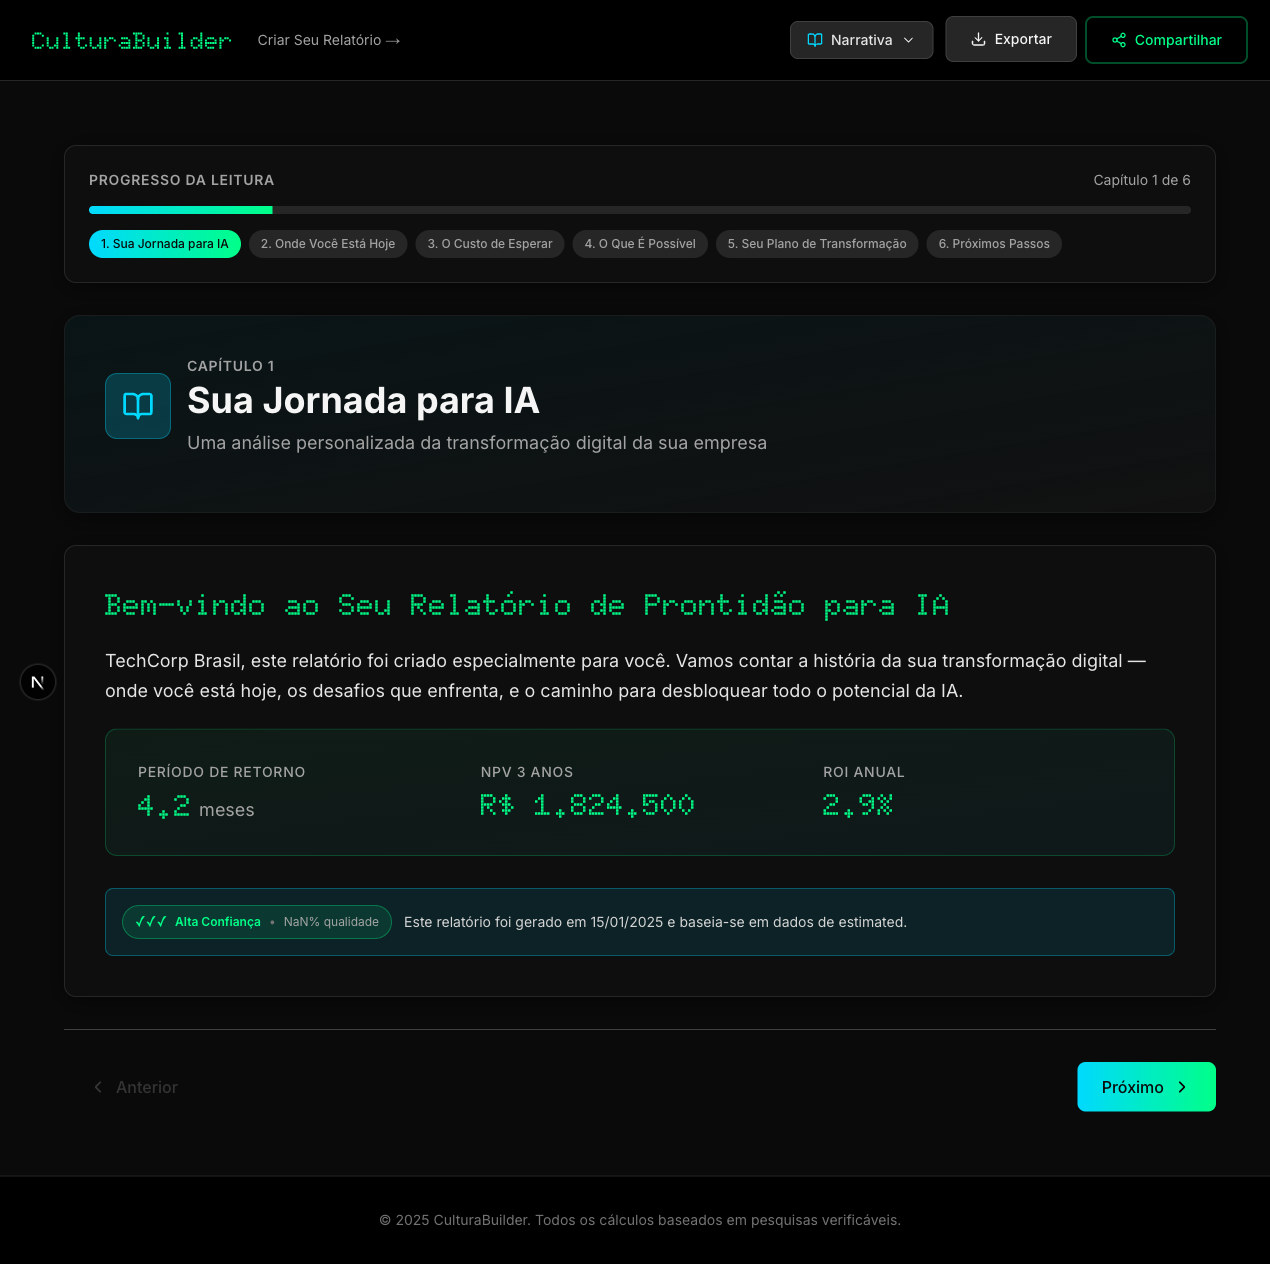 CulturaBuilder
Criar Seu Relatório →
Narrativa
Exportar
Compartilhar
PROGRESSO DA LEITURA
Capítulo 1 de 6
1. Sua Jornada para IA
2. Onde Você Está Hoje
3. O Custo de Esperar
4. O Que É Possível
5. Seu Plano de Transformação
6. Próximos Passos
CAPÍTULO 1
Sua Jornada para IA
Uma análise personalizada da transformação digital da sua empresa
Bem-vindo ao Seu Relatório de Prontidão para IA
TechCorp Brasil, este relatório foi criado especialmente para você. Vamos contar a história da sua transformação digital —
onde você está hoje, os desafios que enfrenta, e o caminho para desbloquear todo o potencial da IA.
PERÍODO DE RETORNO
4.2 meses
NPV 3 ANOS
R$ 1.824.500
ROI ANUAL
2.9%
N
✓✓✓ Alta Confiança • NaN% qualidade
Este relatório foi gerado em 15/01/2025 e baseia-se em dados de estimated.
Anterior
Próximo
© 2025 CulturaBuilder. Todos os cálculos baseados em pesquisas verificáveis.